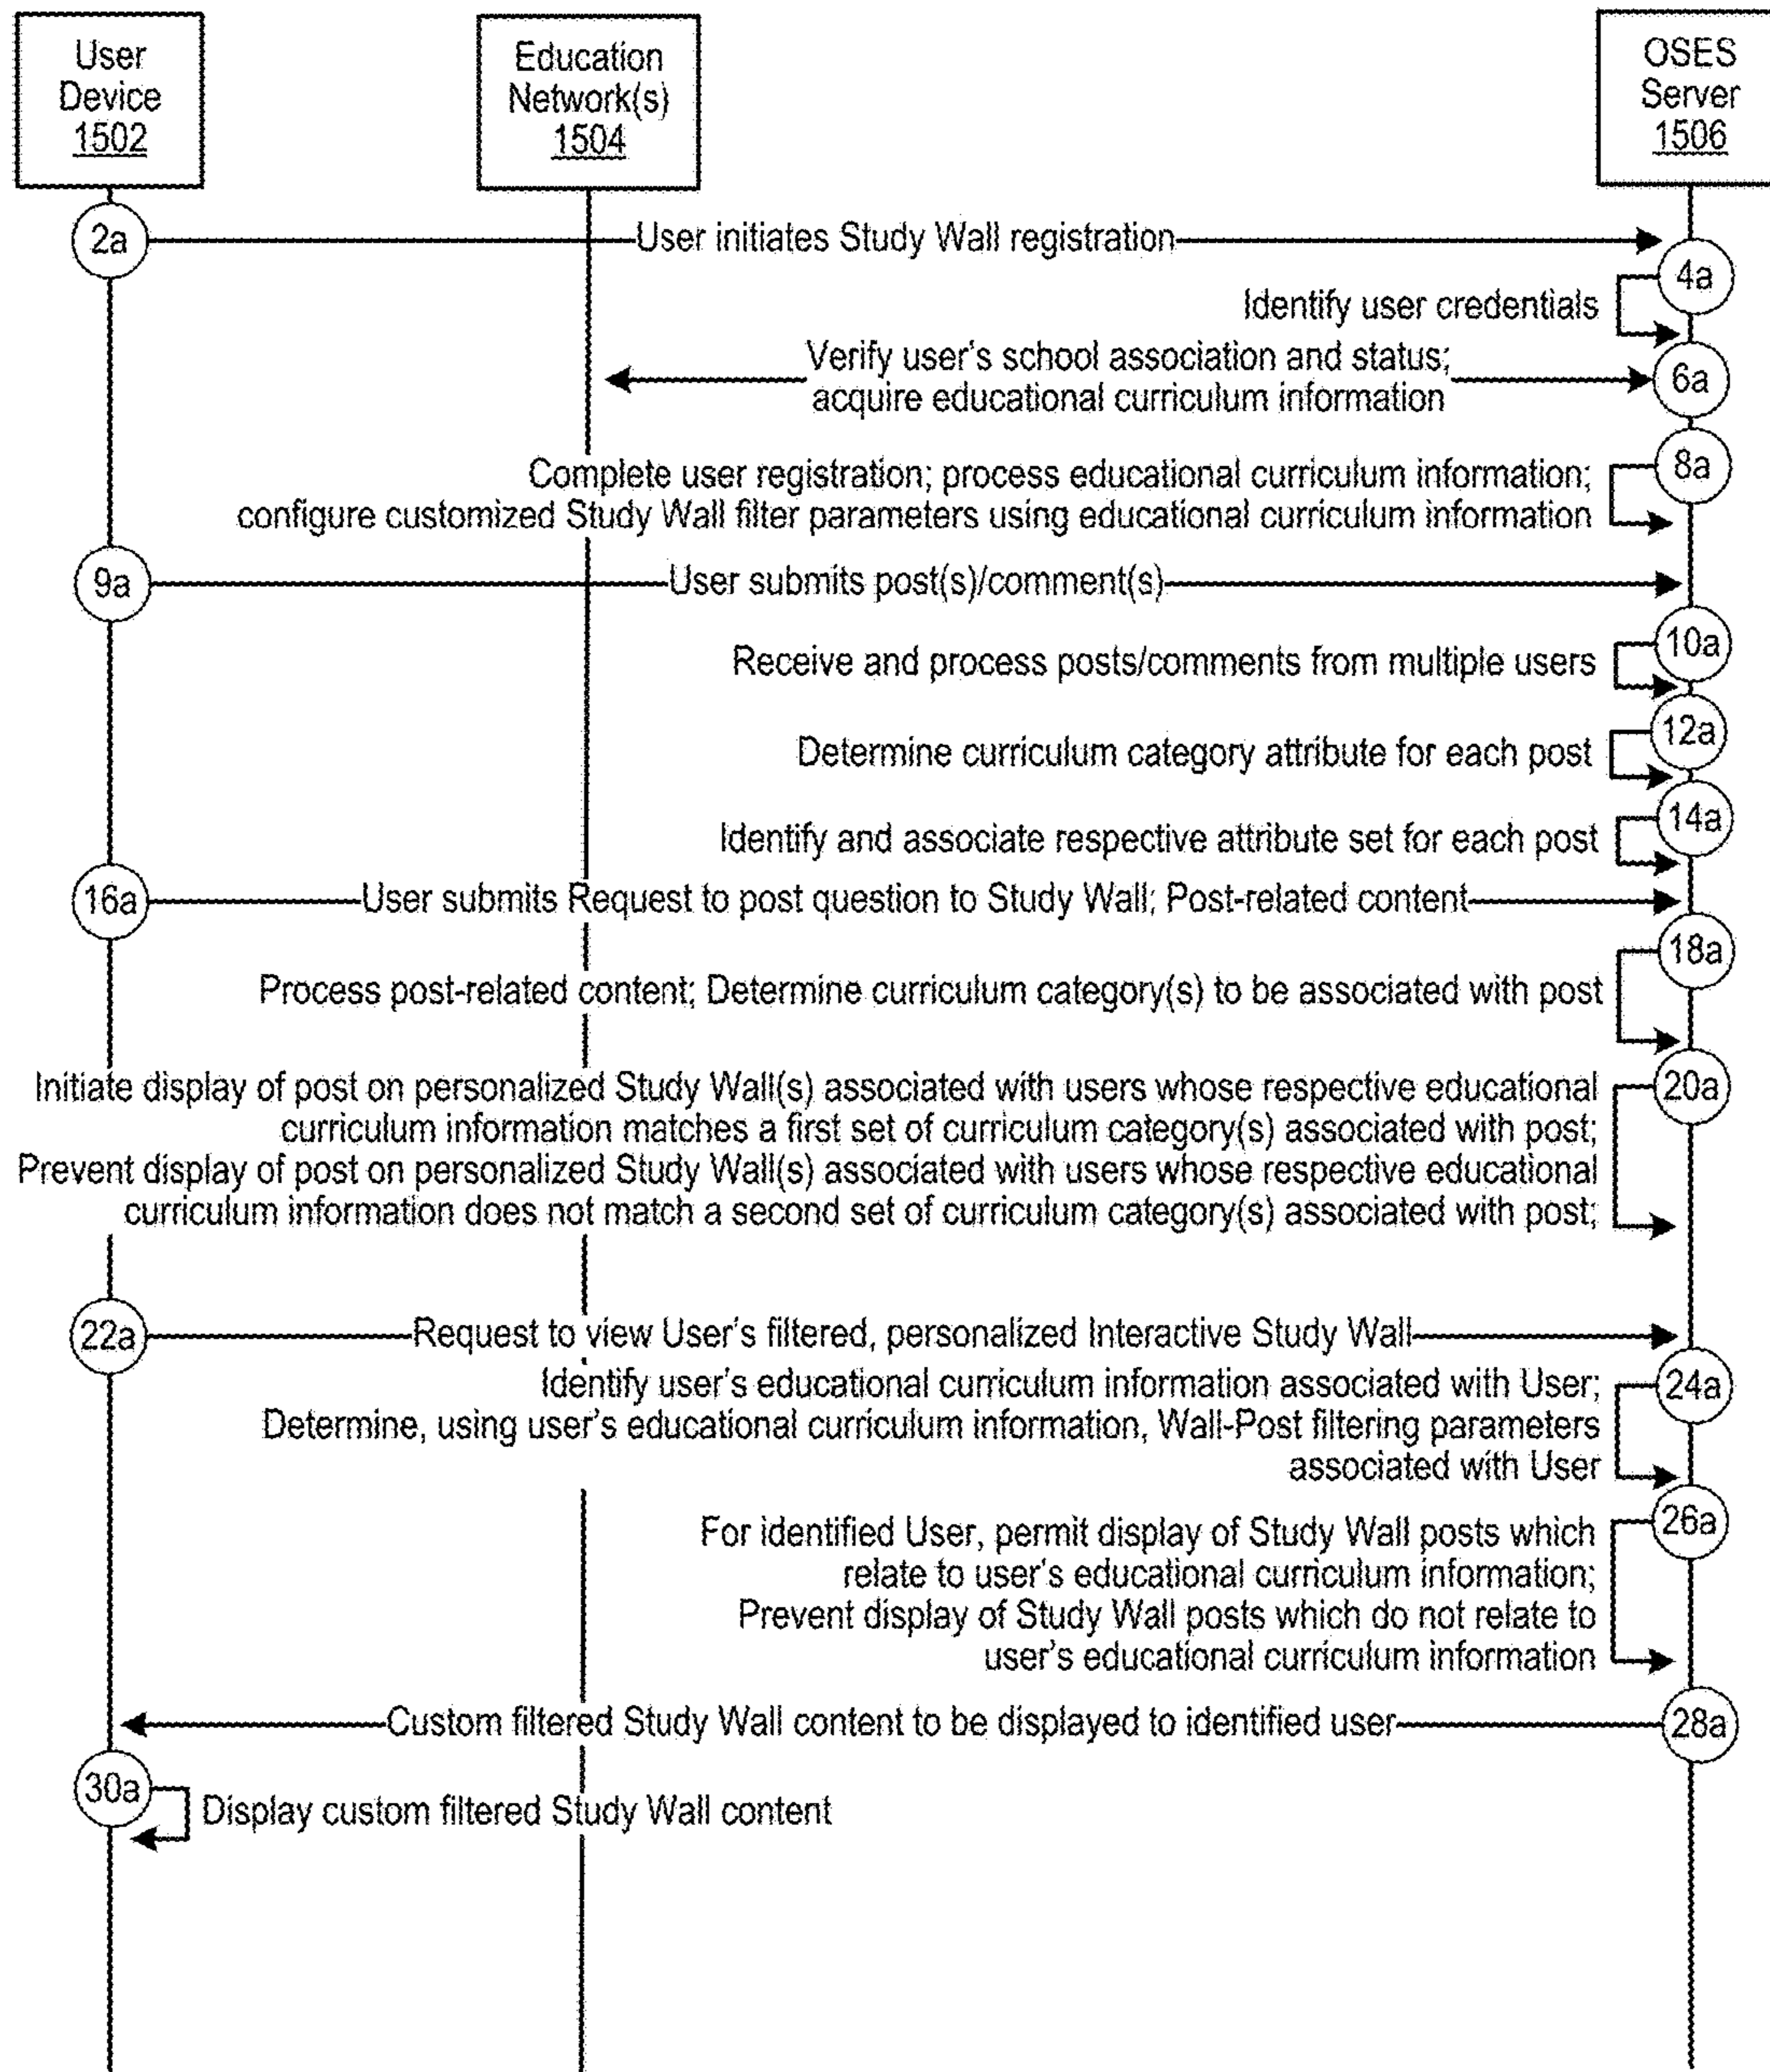 User
Device
1502
Education
Network(s)
1504
OSES
Server
1506
2a
User initiates Study Wall registration
4a
Identify user credentials
Verify user's school association and status;
acquire educational curriculum information
6a
8a
Complete user registration; process educational curriculum information;
configure customized Study Wall filter parameters using educational curriculum information
9a
User submits post(s)/comment(s)
10a
Receive and process posts/comments from multiple users
12a
Determine curriculum category attribute for each post
14a
Identify and associate respective attribute set for each post
16a
User submits Request to post question to Study Wall; Post-related content
18a
Process post-related content; Determine curriculum category(s) to be associated with post
20a
Initiate display of post on personalized Study Wall(s) associated with users whose respective educational
curriculum information matches a first set of curriculum category(s) associated with post;
Prevent display of post on personalized Study Wall(s) associated with users whose respective educational
curriculum information does not match a second set of curriculum category(s) associated with post;
22a
Request to view User's filtered, personalized Interactive Study Wall
24a
Identify user's educational curriculum information associated with User;
Determine, using user's educational curriculum information, Wall-Post filtering parameters
associated with User
26a
For identified User, permit display of Study Wall posts which
relate to user's educational curriculum information;
Prevent display of Study Wall posts which do not relate to
user's educational curriculum information
Custom filtered Study Wall content to be displayed to identified user
28a
30a
Display custom filtered Study Wall content